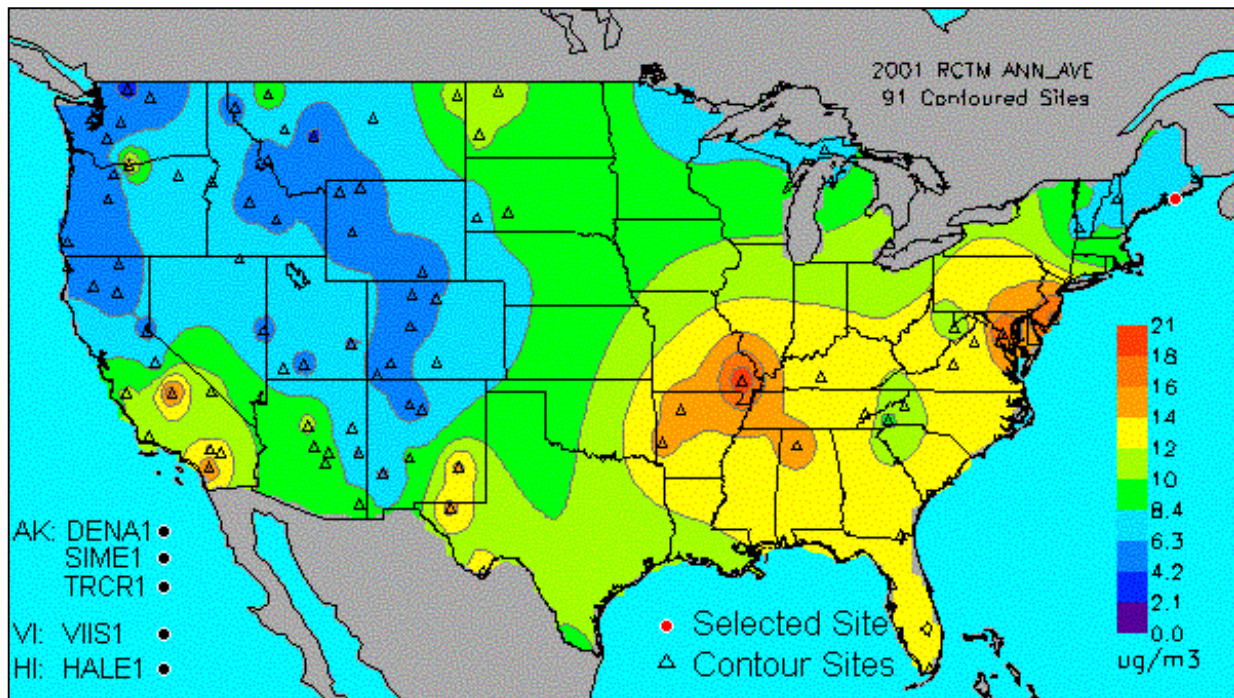 2001 RCTM ANN_AVE
91 Contoured Sites
21
18
16
14
12
10
8.4
6.3
4.2
2.1
0.0
ug/m3
AK: DENA1
SIME1
TRCR1
VI: VIIS1
HI: HALE1
Selected Site
Contour Sites